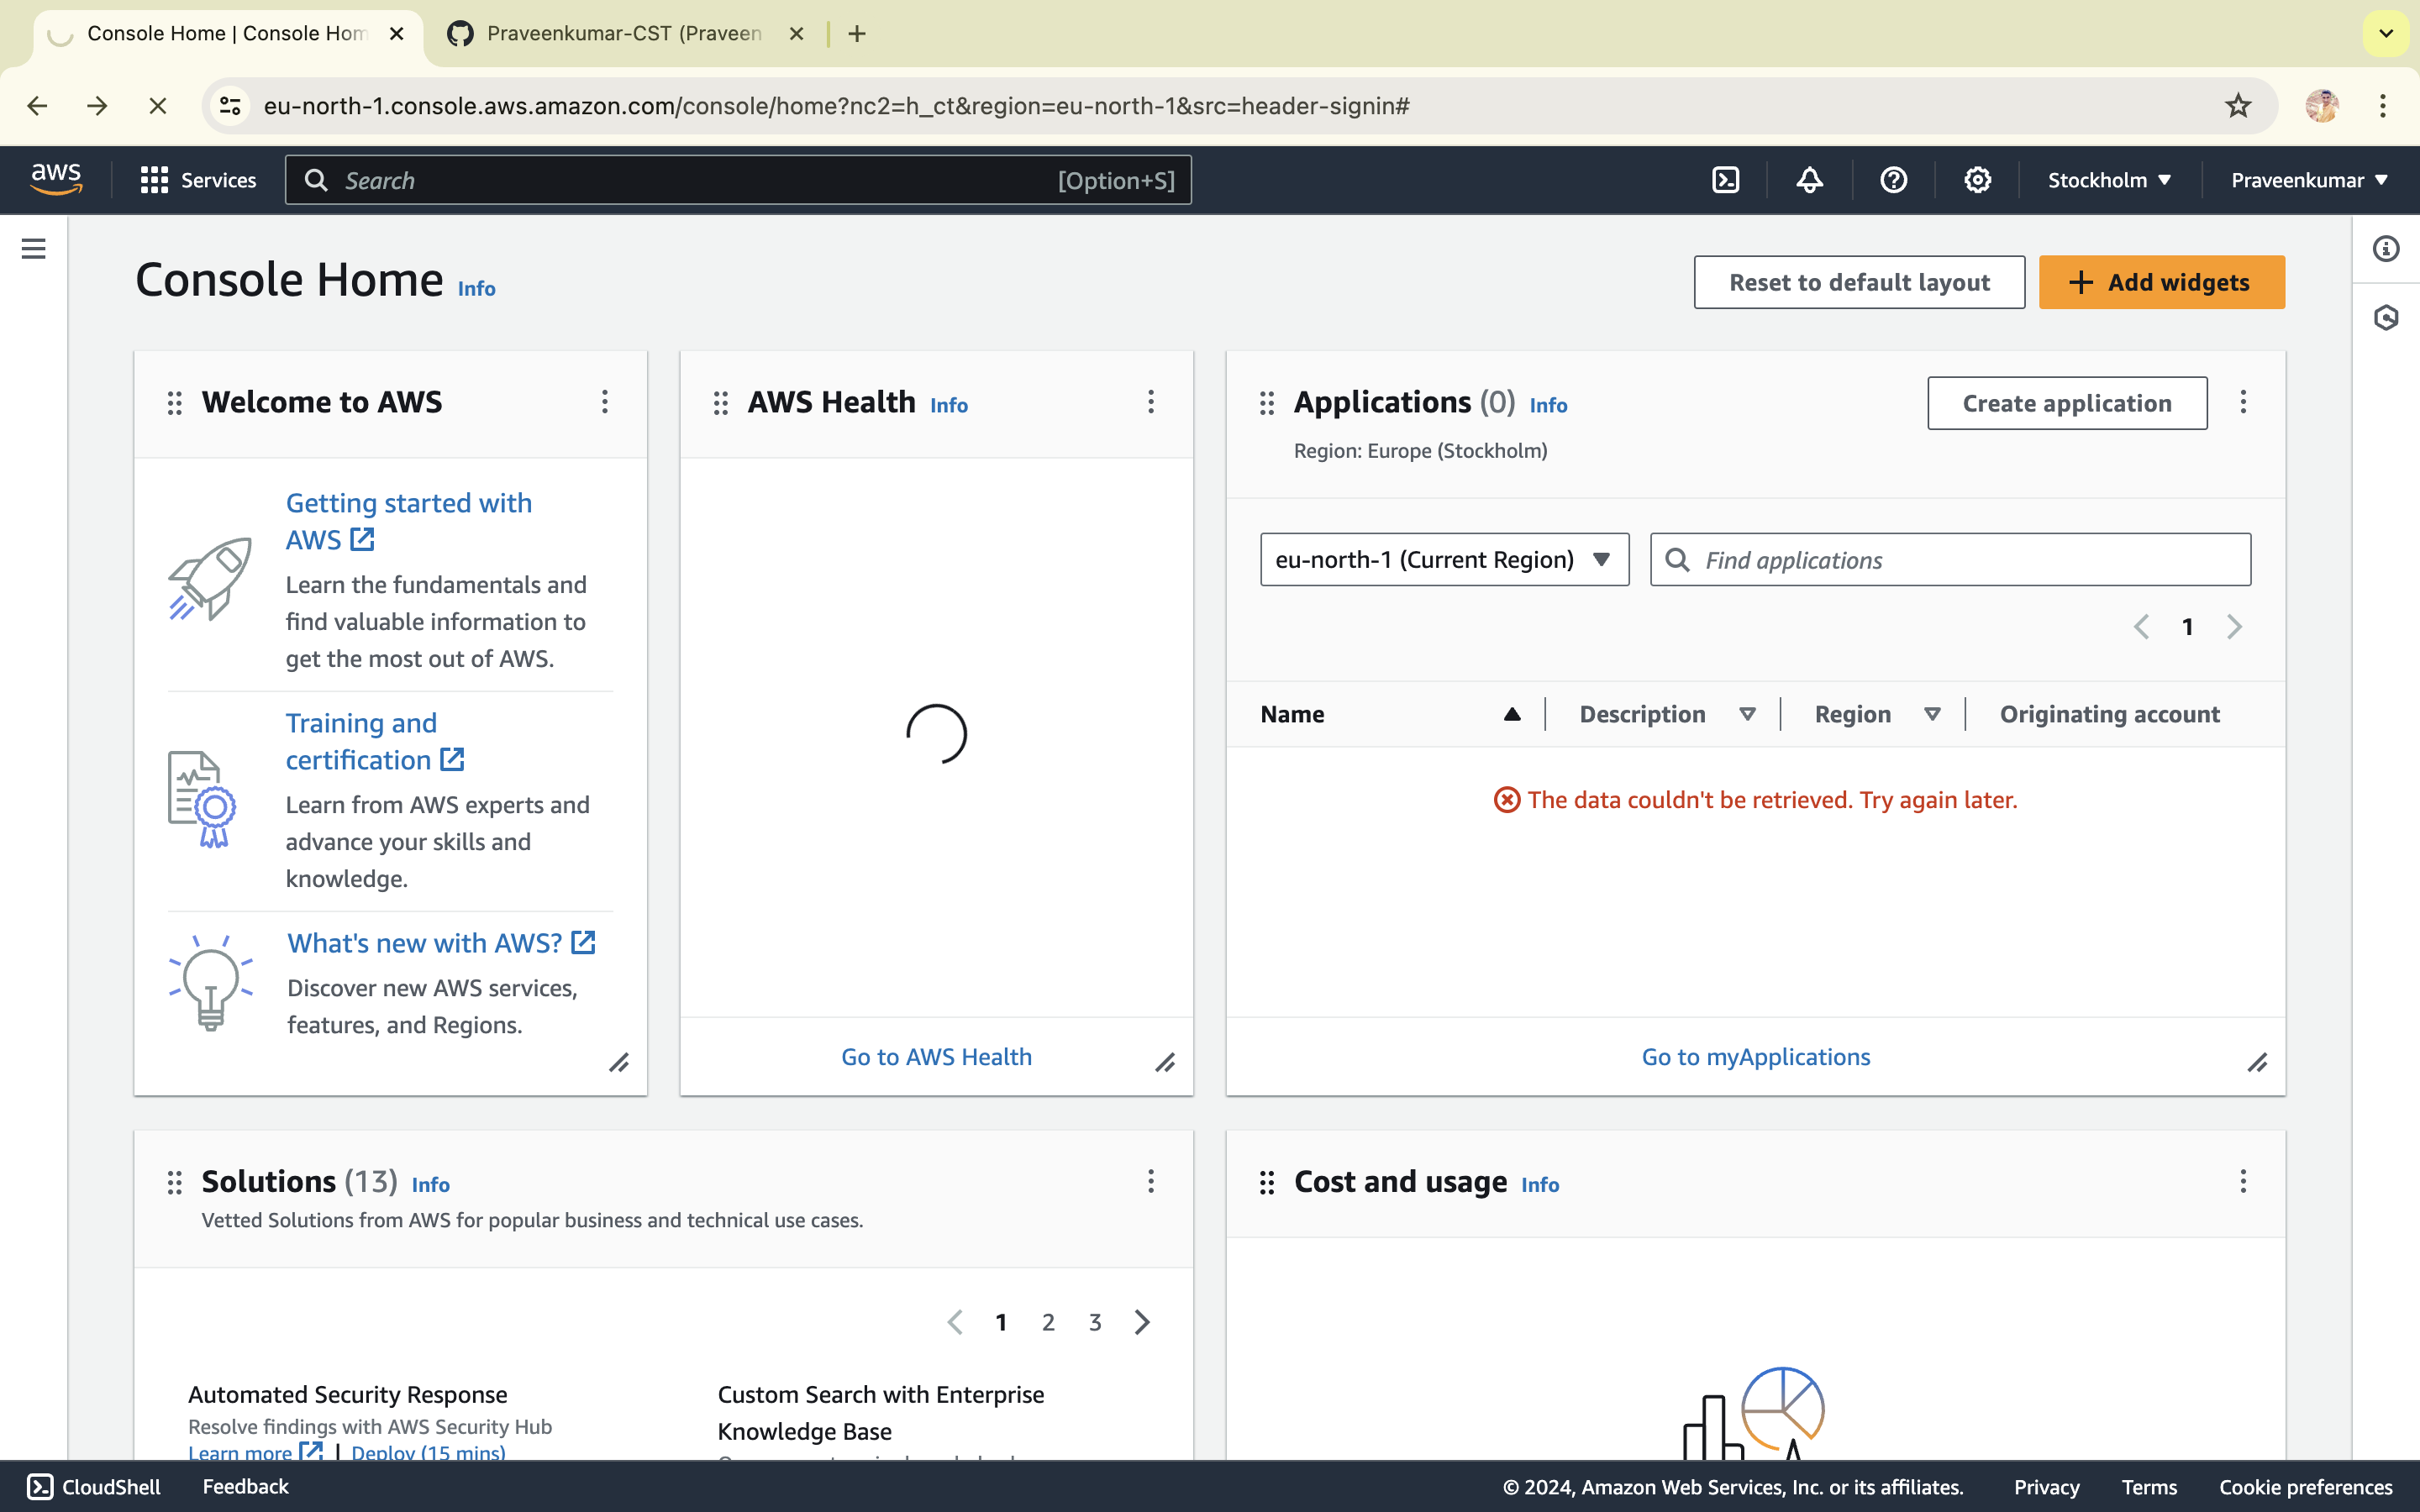 Console Home | Console Hom
Praveenkumar-CST (Praveen
eu-north-1.console.aws.amazon.com/console/home?nc2=h_ct&region=eu-north-1&src=header-signin#
aws
Services
Search
[Option+S]
Stockholm
Praveenkumar
Console Home Info
Reset to default layout
Add widgets
Welcome to AWS
Getting started with
AWS
Learn the fundamentals and
find valuable information to
get the most out of AWS.
Training and
certification
Learn from AWS experts and
advance your skills and
knowledge.
What's new with AWS?
Discover new AWS services,
features, and Regions.
AWS Health Info
Go to AWS Health
Applications (0) Info
Region: Europe (Stockholm)
Create application
eu-north-1 (Current Region)
Find applications
1
Name
Description
Region
Originating account
The data couldn't be retrieved. Try again later.
Go to myApplications
Solutions (13) Info
Vetted Solutions from AWS for popular business and technical use cases.
1 2 3
Automated Security Response
Resolve findings with AWS Security Hub
Learn more | Deploy (15 mins)
Custom Search with Enterprise
Knowledge Base
Cost and usage Info
CloudShell
Feedback
© 2024, Amazon Web Services, Inc. or its affiliates.
Privacy
Terms
Cookie preferences